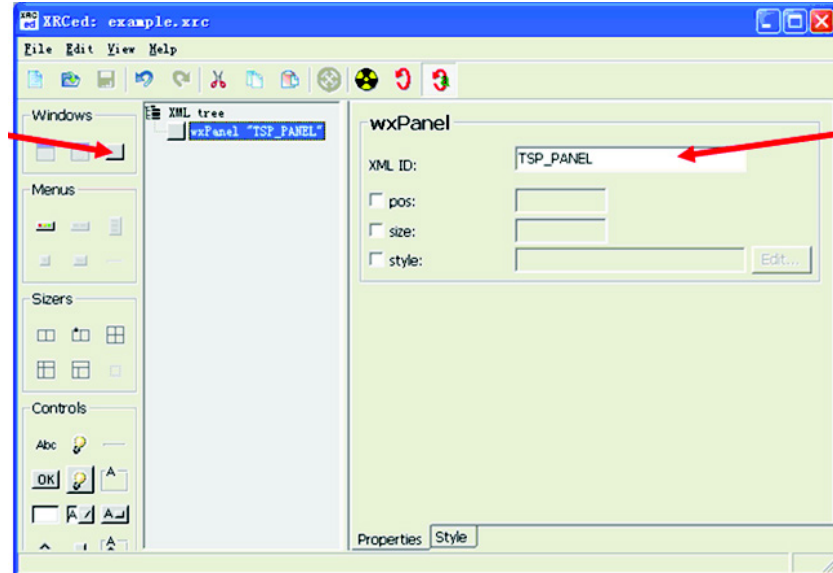 XRCed: example.xrc
File Edit View Help
Windows
Menus
Sizers
Controls
Abc
OK
XML tree
wxPanel "TSP_PANEL"
wxPanel
XML ID: TSP_PANEL
pos:
size:
style: Edit...
Properties Style